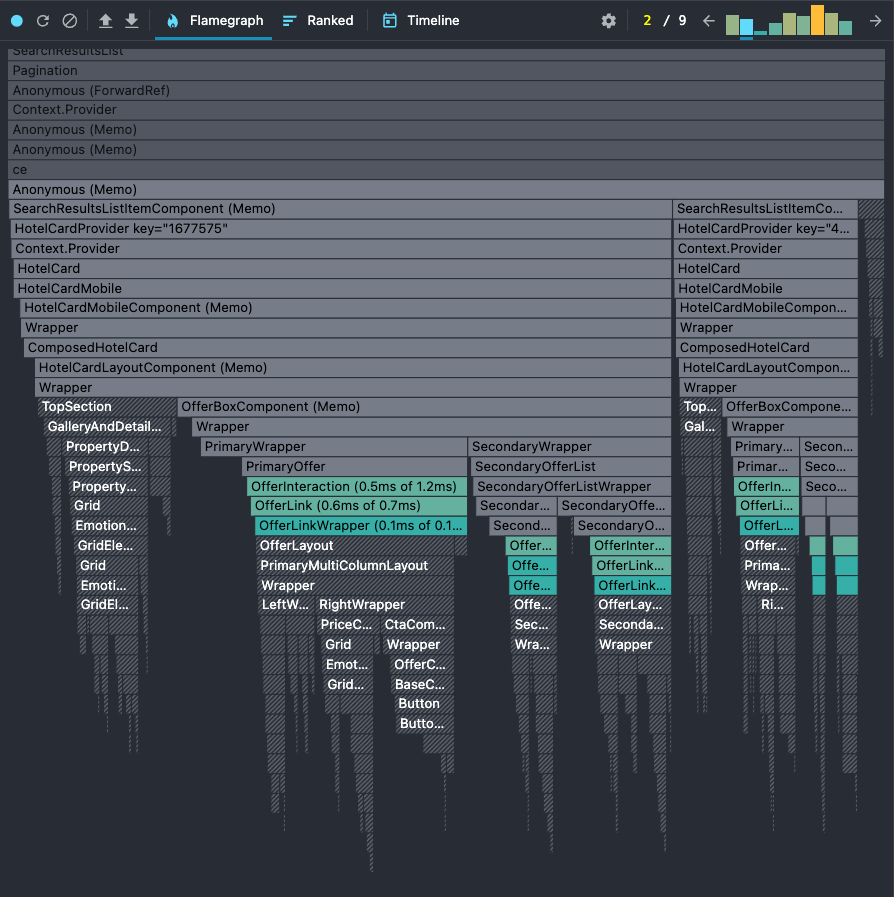 Flamegraph Ranked Timeline 2 / 9
SearchResultsList
Pagination
Anonymous (ForwardRef)
Context.Provider
Anonymous (Memo)
Anonymous (Memo)
ce
Anonymous (Memo)
SearchResultsListItemComponent (Memo) SearchResultsListItemCo...
HotelCardProvider key="1677575" HotelCardProvider key="4...
Context.Provider Context.Provider
HotelCard HotelCard
HotelCardMobile HotelCardMobile
HotelCardMobileComponent (Memo) HotelCardMobileCompon...
Wrapper Wrapper
ComposedHotelCard ComposedHotelCard
HotelCardLayoutComponent (Memo) HotelCardLayoutCompon...
Wrapper Wrapper
TopSection OfferBoxComponent (Memo) Top... OfferBoxCompone...
GalleryAndDetail... Wrapper Gal... Wrapper
PropertyD... PrimaryWrapper SecondaryWrapper Primary... Secon...
PropertyS... PrimaryOffer SecondaryOfferList Primar... Seco...
Property... OfferInteraction (0.5ms of 1.2ms) SecondaryOfferListWrapper OfferIn... Seco...
Grid OfferLink (0.6ms of 0.7ms) Secondar... SecondaryOffe... OfferLi...
Emotion... OfferLinkWrapper (0.1ms of 0.1... Second... SecondaryO... OfferL...
GridEle... OfferLayout Offer... OfferInter... Offer...
Grid PrimaryMultiColumnLayout Offe... OfferLink... Prima...
Emoti... Wrapper Offe... OfferLink... Wrap...
GridEl... LeftW... RightWrapper Offe... OfferLay... Ri...
PriceC... CtaCom... Sec... Seconda...
Grid Wrapper Wra... Wrapper
Emot... OfferC...
Grid... BaseC...
Button
Butto...